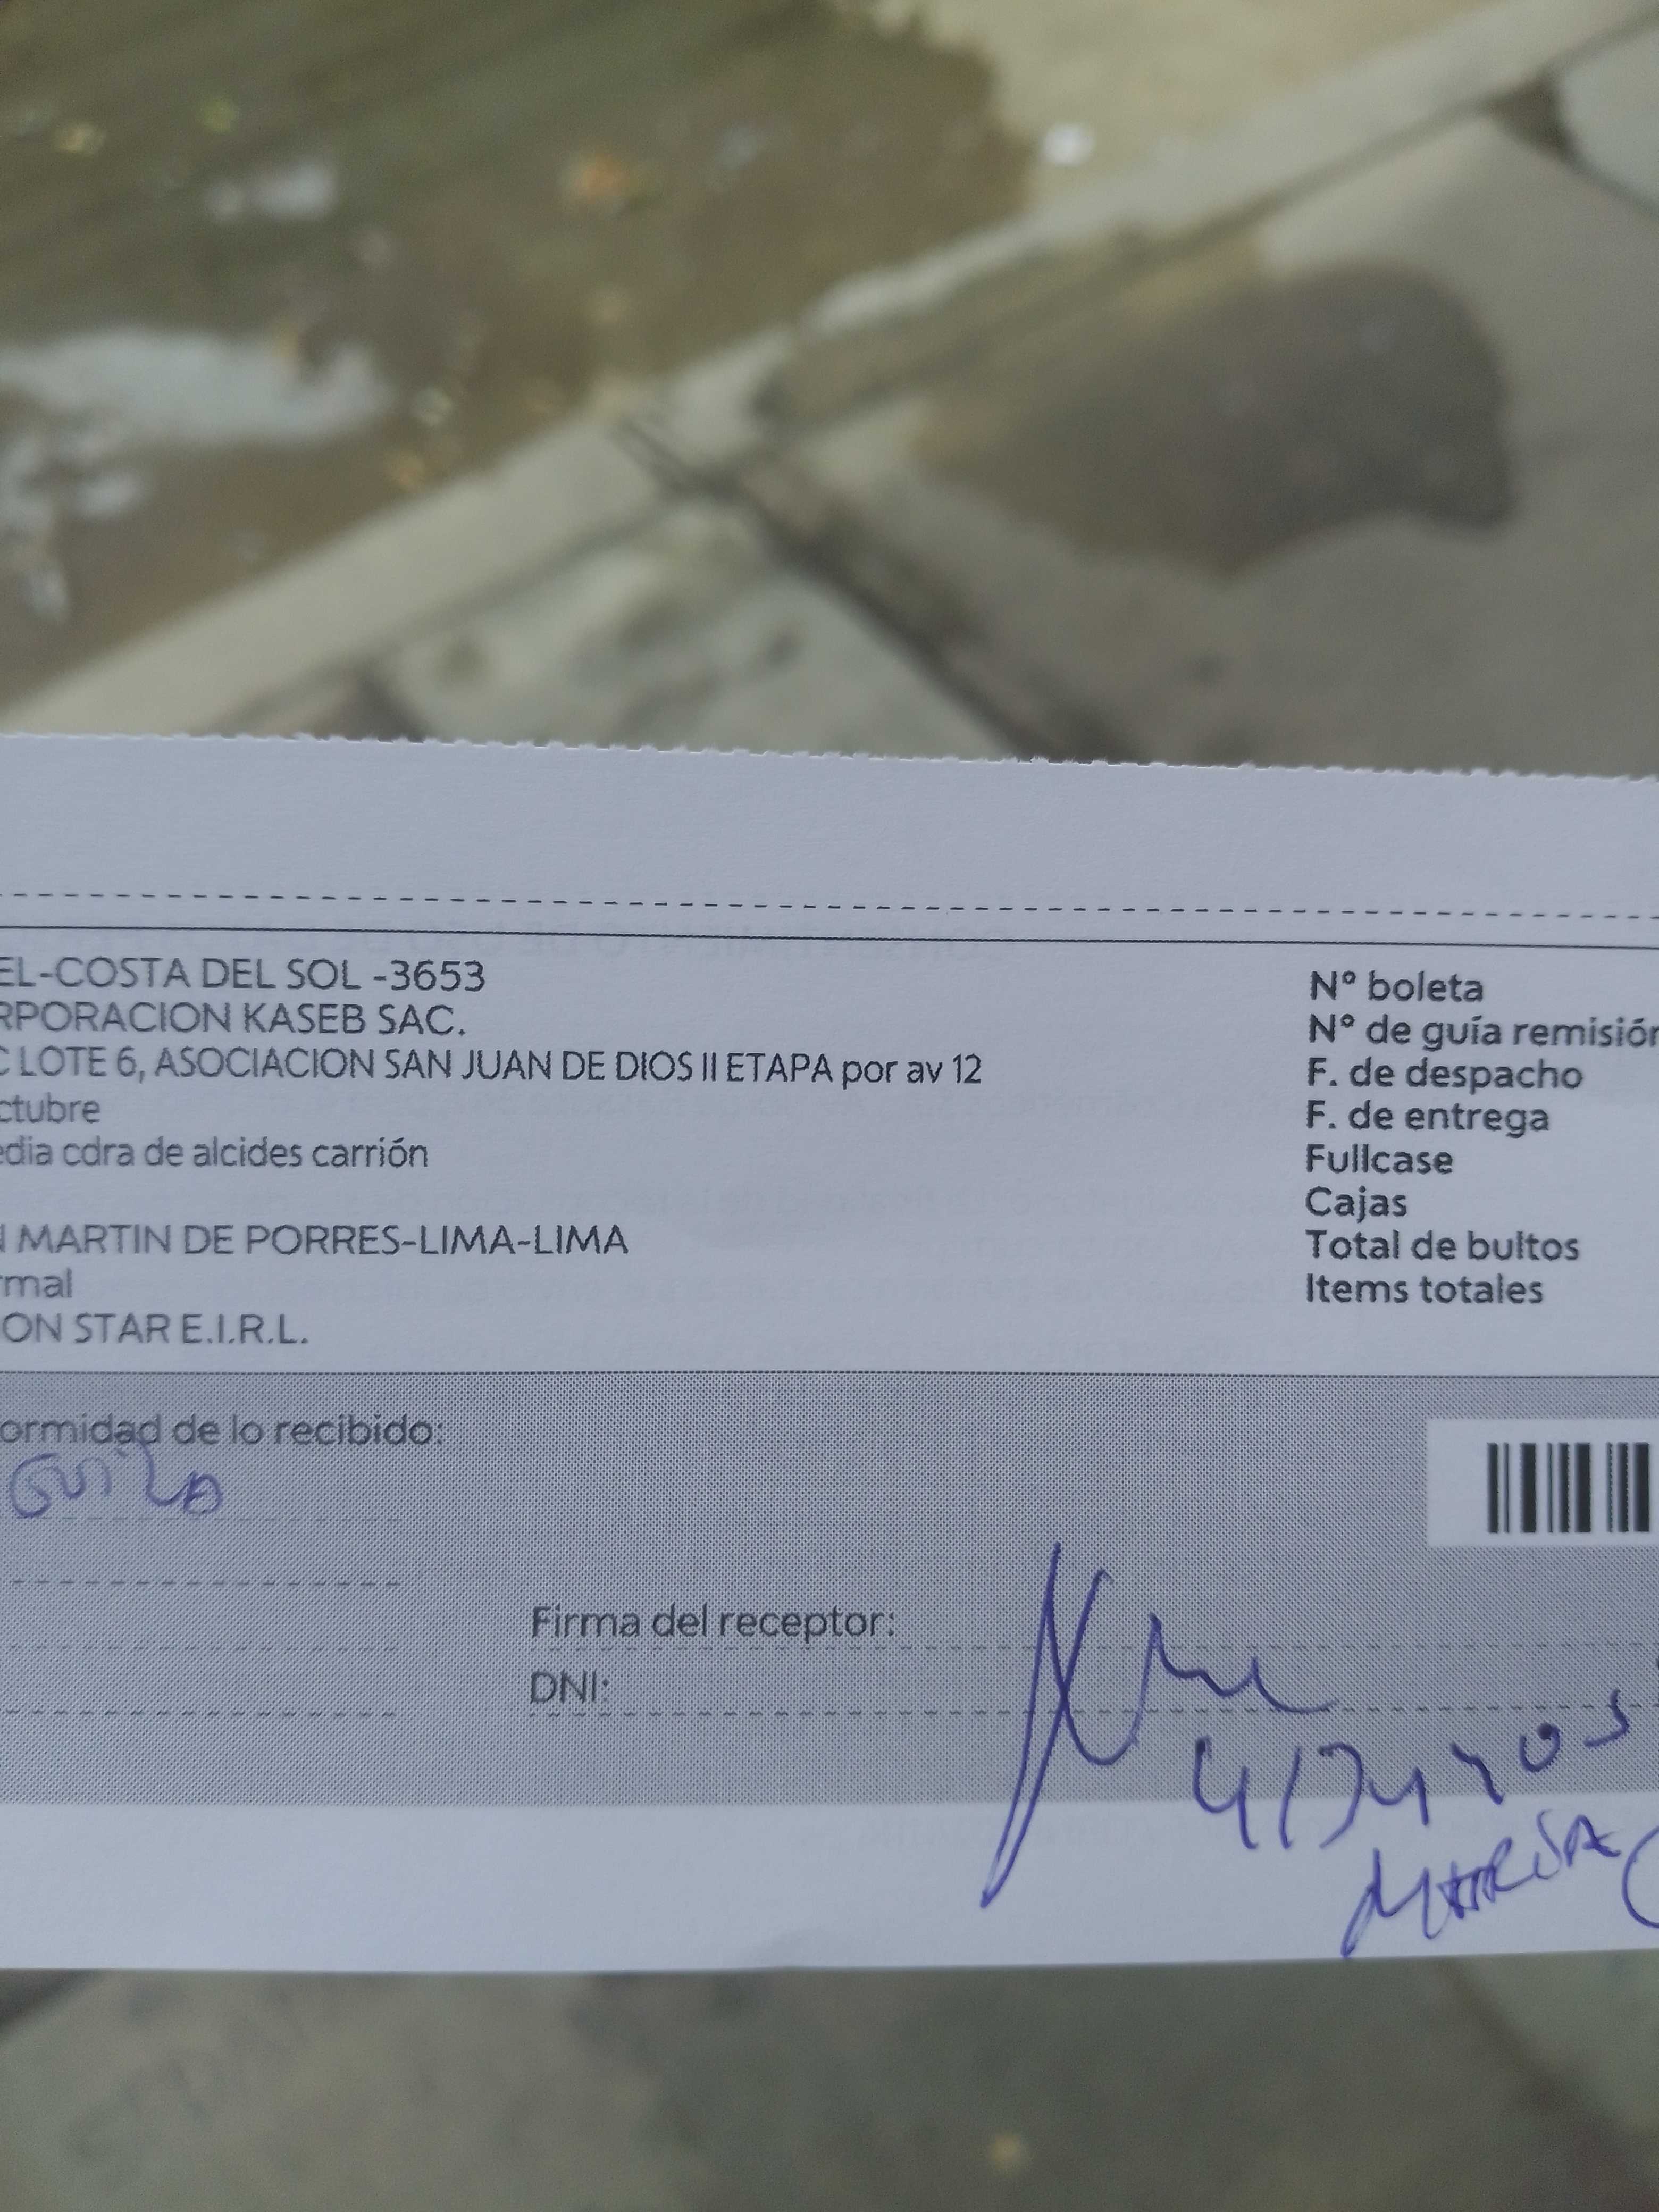 EL-COSTA DEL SOL -3653
RPORACION KASEB SAC.
C LOTE 6, ASOCIACION SAN JUAN DE DIOS II ETAPA por av 12
ctubre
edia cdra de alcides carrión
N MARTIN DE PORRES-LIMA-LIMA
rmal
ON STAR E.I.R.L.
Nº boleta
Nº de guía remisión
F. de despacho
F. de entrega
Fullcase
Cajas
Total de bultos
Items totales
ormidad de lo recibido:
Firma del receptor:
DNI: